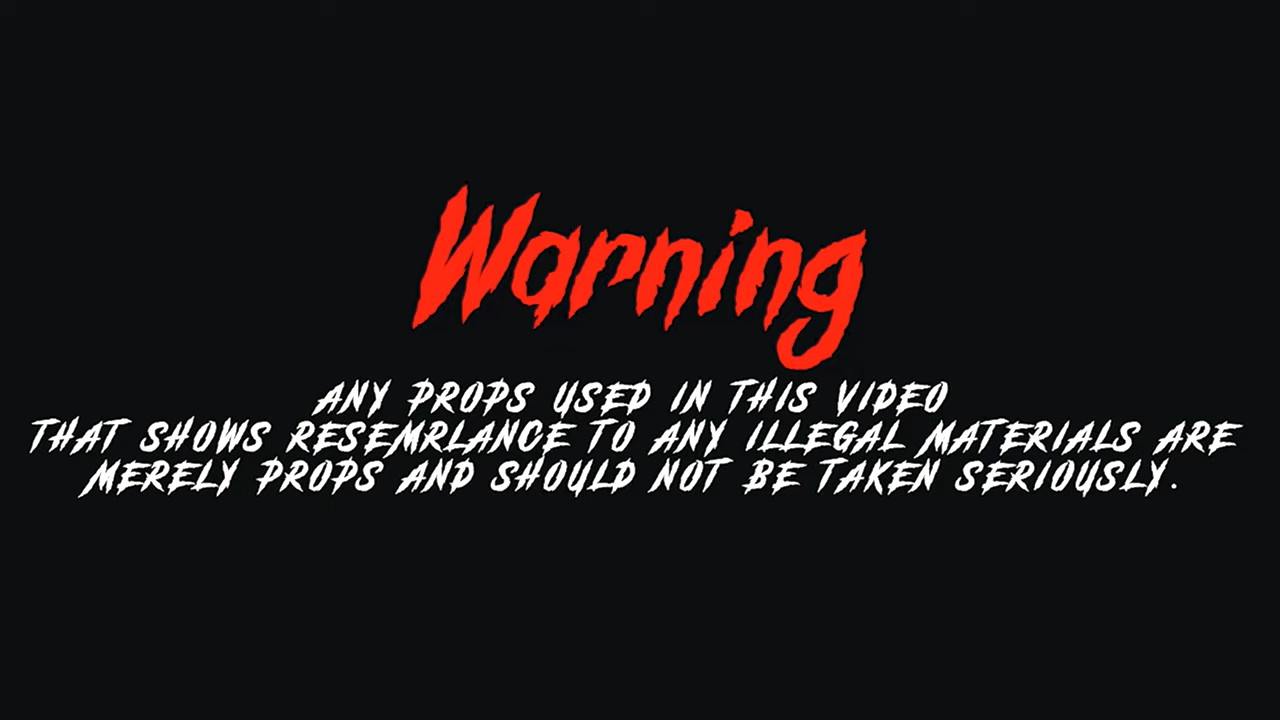 Warning
ANY PROPS USED IN THIS VIDEO
THAT SHOWS RESEMRLANCE TO ANY ILLEGAL MATERIALS ARE
MERELY PROPS AND SHOULD NOT BE TAKEN SERIOUSLY.